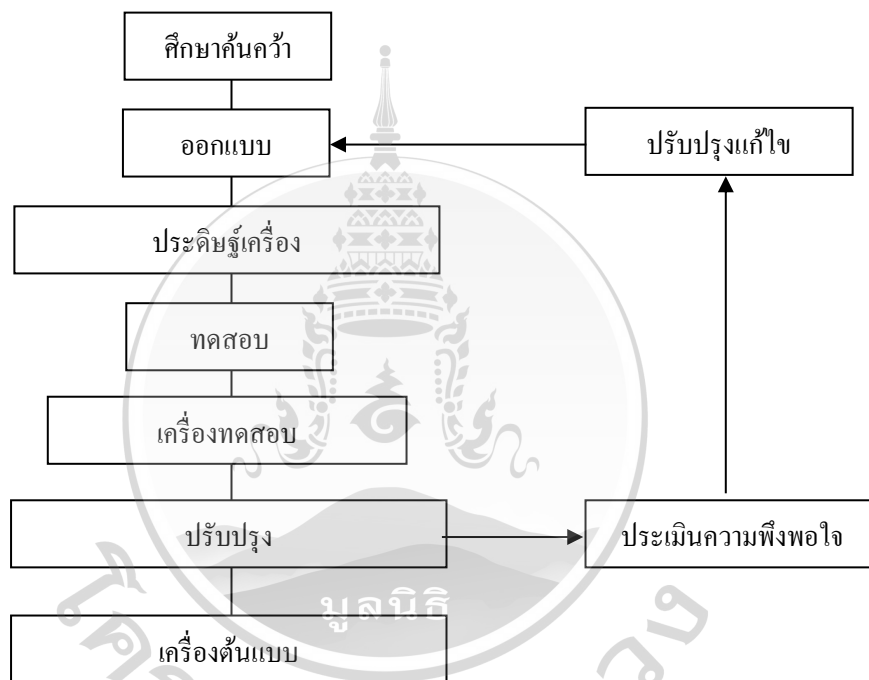 ศึกษาค้นคว้า
ออกแบบ
ปรับปรุงแก้ไข
ประดิษฐ์เครื่อง
ทดสอบ
เครื่องทดสอบ
ปรับปรุง
ประเมินความพึงพอใจ
มูลนิธิ
เครื่องต้นแบบ